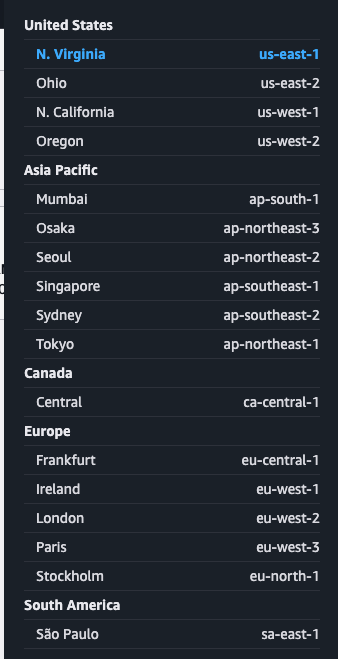 United States
N. Virginia us-east-1
Ohio us-east-2
N. California us-west-1
Oregon us-west-2
Asia Pacific
Mumbai ap-south-1
Osaka ap-northeast-3
Seoul ap-northeast-2
Singapore ap-southeast-1
Sydney ap-southeast-2
Tokyo ap-northeast-1
Canada
Central ca-central-1
Europe
Frankfurt eu-central-1
Ireland eu-west-1
London eu-west-2
Paris eu-west-3
Stockholm eu-north-1
South America
São Paulo sa-east-1